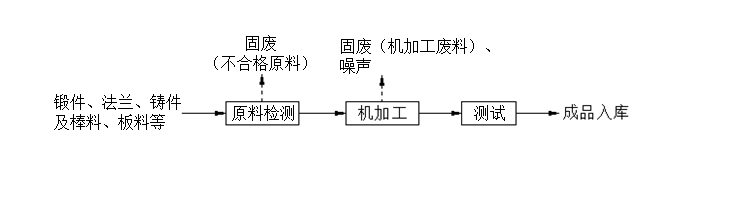 固废
（不合格原料）
固废（机加工废料）、
噪声
锻件、法兰、铸件
及棒料、板料等
原料检测
机加工
测试
成品入库